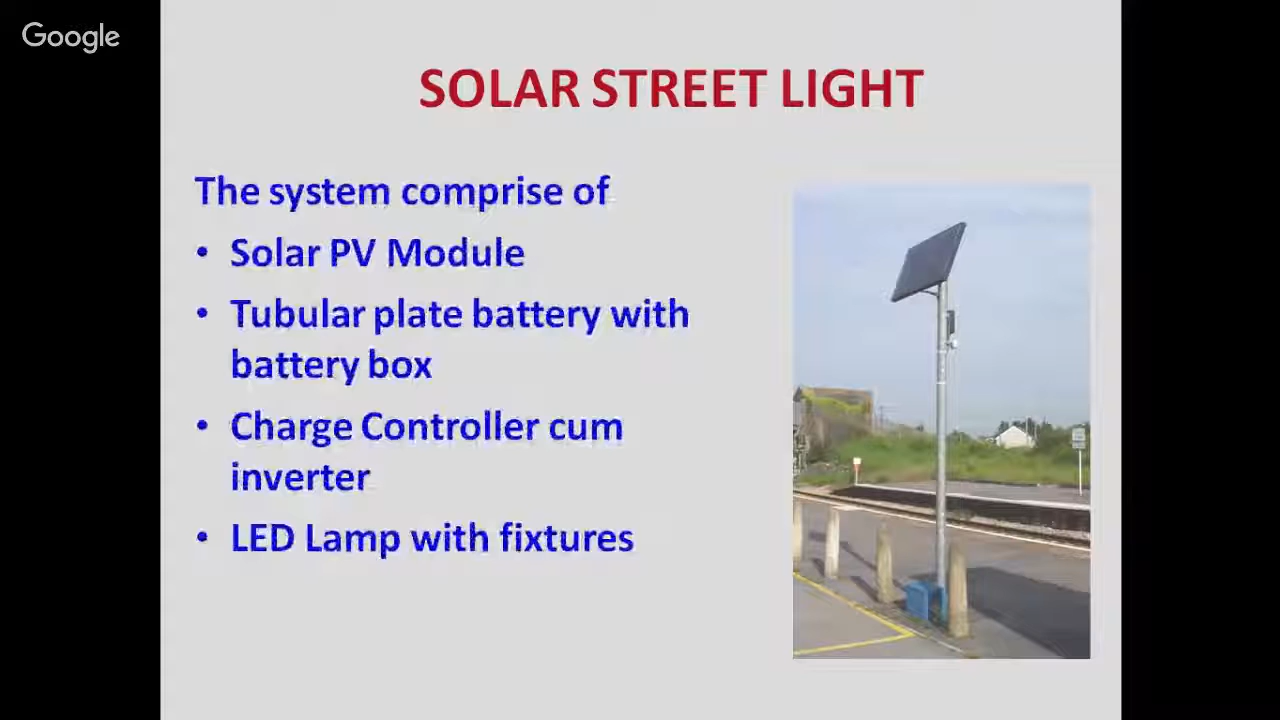 Google
SOLAR STREET LIGHT
The system comprise of
• Solar PV Module
• Tubular plate battery with
battery box
• Charge Controller cum
inverter
• LED Lamp with fixtures